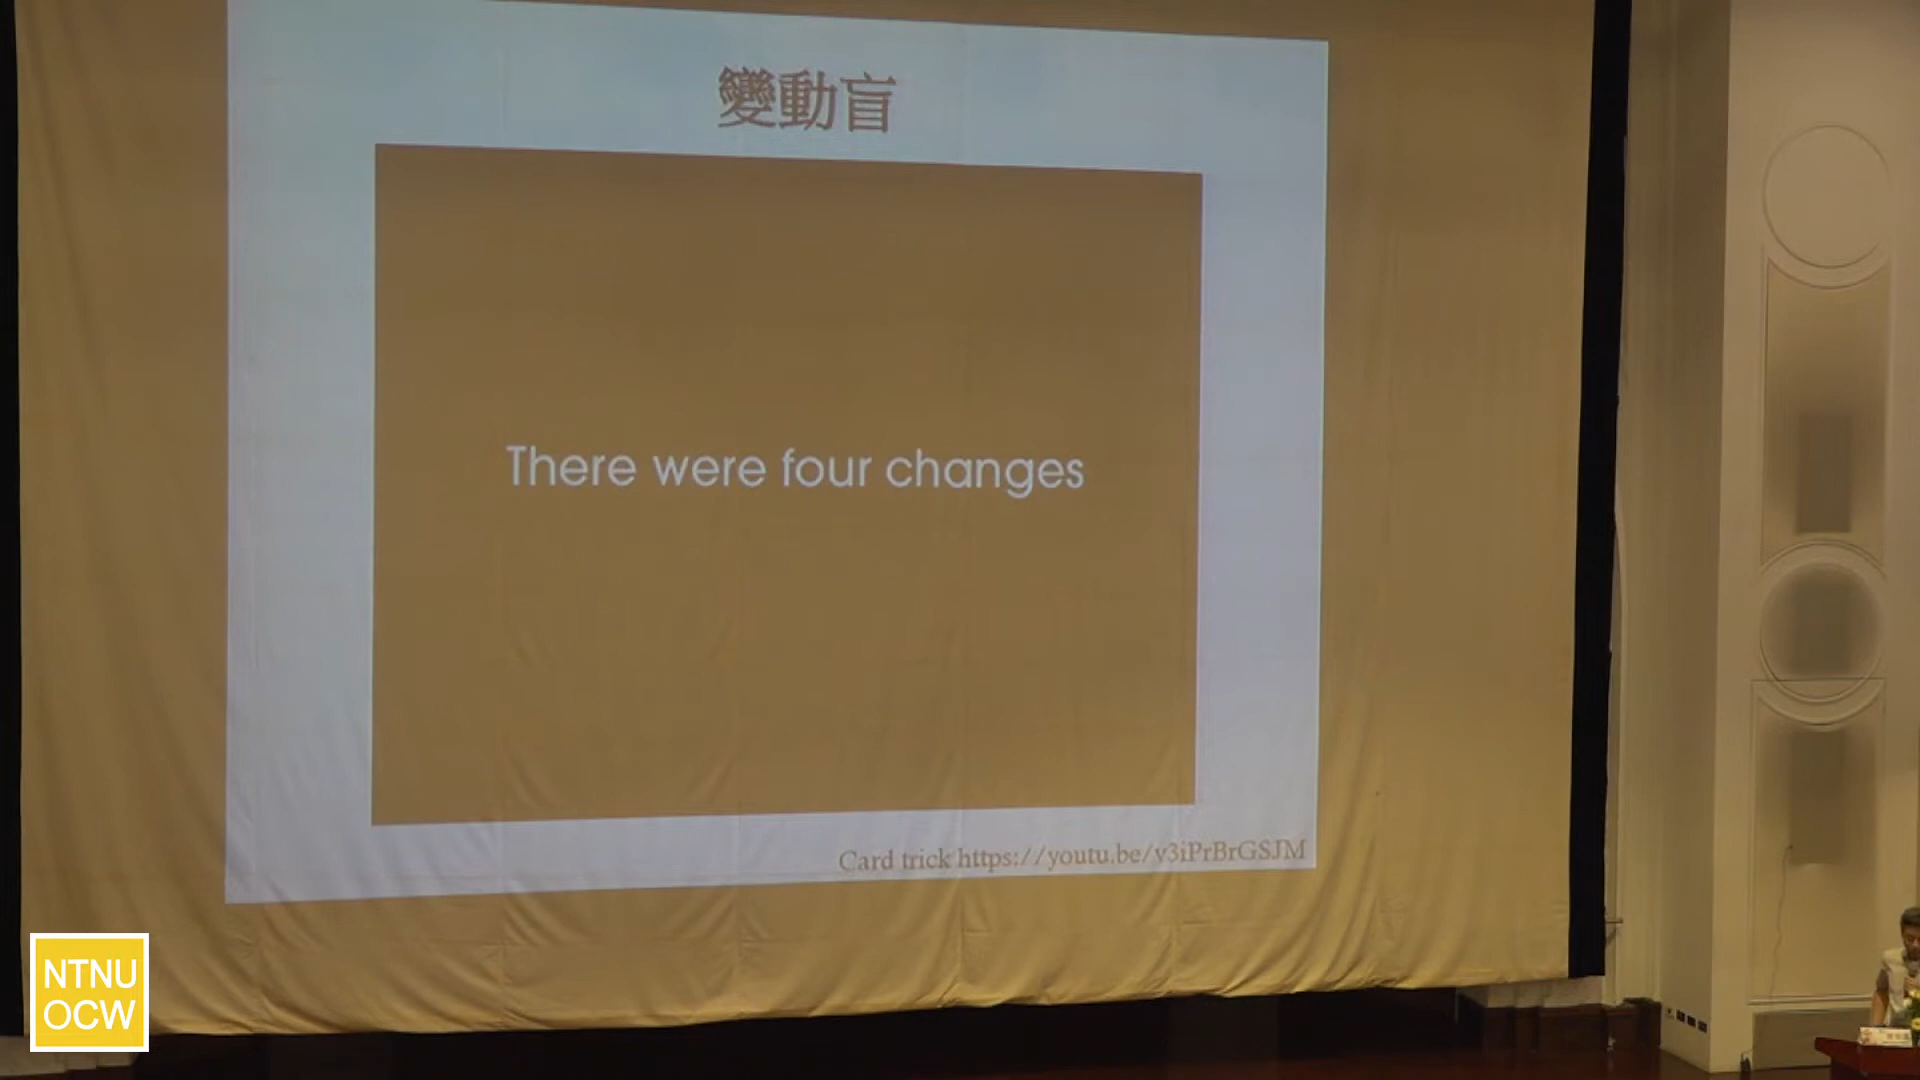 變動盲
There were four changes
Card trick https://youtu.be/v3iPrBrGSJM
NTNU
OCW